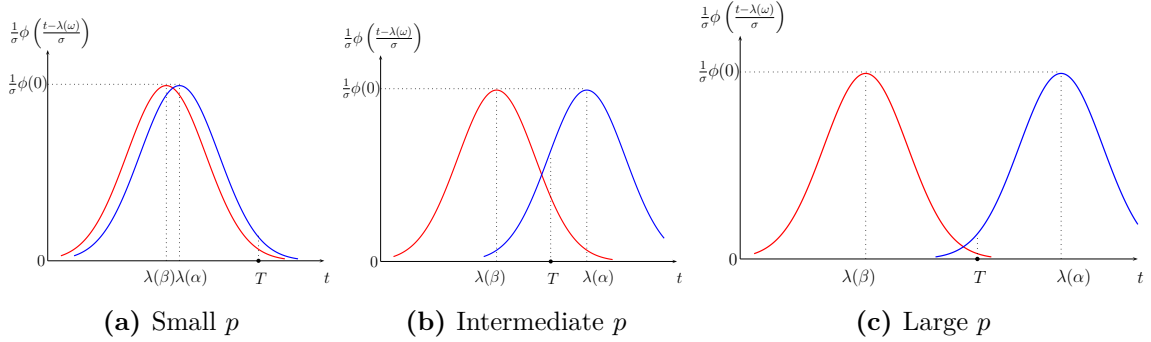 1/σ ϕ((t−λ(ω))/σ)
1/σ ϕ(0)
0
λ(β) λ(α)
T
t
(a) Small p
1/σ ϕ((t−λ(ω))/σ)
1/σ ϕ(0)
0
λ(β)
T
λ(α)
t
(b) Intermediate p
1/σ ϕ((t−λ(ω))/σ)
1/σ ϕ(0)
0
λ(β)
T
λ(α)
t
(c) Large p